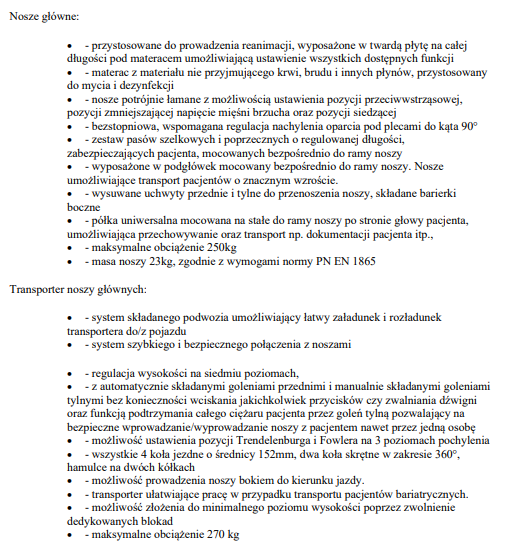 Nosze główne:
• - przystosowane do prowadzenia reanimacji, wyposażone w twardą płytę na całej
długości pod materacem umożliwiającą ustawienie wszystkich dostępnych funkcji
• - materac z materiału nie przyjmującego krwi, brudu i innych płynów, przystosowany
do mycia i dezynfekcji
• - nosze potrójnie łamane z możliwością ustawienia pozycji przeciwwstrząsowej,
pozycji zmniejszającej napięcie mięśni brzucha oraz pozycji siedzącej
• - bezstopniowa, wspomagana regulacja nachylenia oparcia pod plecami do kąta 90°
• - zestaw pasów szelkowych i poprzecznych o regulowanej długości,
zabezpieczających pacjenta, mocowanych bezpośrednio do ramy noszy
• - wyposażone w podgłówek mocowany bezpośrednio do ramy noszy. Nosze
umożliwiające transport pacjentów o znacznym wzroście.
• - wysuwane uchwyty przednie i tylne do przenoszenia noszy, składane barierki
boczne
• - półka uniwersalna mocowana na stałe do ramy noszy po stronie głowy pacjenta,
umożliwiająca przechowywanie oraz transport np. dokumentacji pacjenta itp.,
• - maksymalne obciążenie 250kg
• - masa noszy 23kg, zgodnie z wymogami normy PN EN 1865
Transporter noszy głównych:
• - system składanego podwozia umożliwiający łatwy załadunek i rozładunek
transportera do/z pojazdu
• - system szybkiego i bezpiecznego połączenia z noszami
• - regulacja wysokości na siedmiu poziomach,
• - z automatycznie składanymi goleniami przednimi i manualnie składanymi goleniami
tylnymi bez konieczności wciskania jakichkolwiek przycisków czy zwalniania dźwigni
oraz funkcją podtrzymania całego ciężaru pacjenta przez goleń tylną pozwalający na
bezpieczne wprowadzanie/wyprowadzanie noszy z pacjentem nawet przez jedną osobę
• - możliwość ustawienia pozycji Trendelenburga i Fowlera na 3 poziomach pochylenia
• - wszystkie 4 koła jezdne o średnicy 152mm, dwa koła skrętne w zakresie 360°,
hamulce na dwóch kółkach
• - możliwość prowadzenia noszy bokiem do kierunku jazdy.
• - transporter ułatwiające pracę w przypadku transportu pacjentów bariatrycznych.
• - możliwość złożenia do minimalnego poziomu wysokości poprzez zwolnienie
dedykowanych blokad
• - maksymalne obciążenie 270 kg